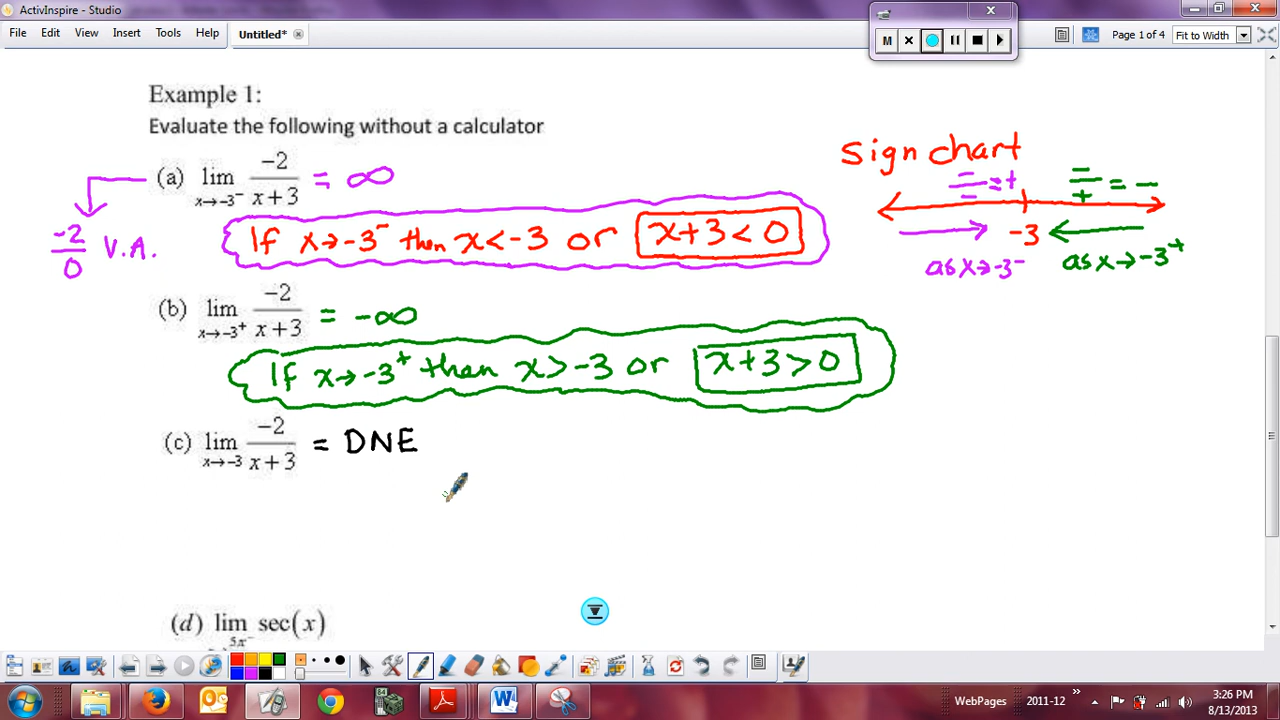 ActivInspire - Studio
File Edit View Insert Tools Help Untitled* Page 1 of 4 Fit to Width
M
Example 1:
Evaluate the following without a calculator
Sign chart
(a) lim x→-3⁻ -2/(x+3) = ∞
-2/0 V.A.
If x→-3⁻ then x<-3 or x+3<0
-/- = + -/+ = -
-3
as x→-3⁻ as x→-3⁺
(b) lim x→-3⁺ -2/(x+3) = -∞
If x→-3⁺ then x>-3 or x+3>0
(c) lim x→-3 -2/(x+3) = DNE
(d) lim sec(x)
5x⁻
WebPages 2011-12 » 3:26 PM
8/13/2013